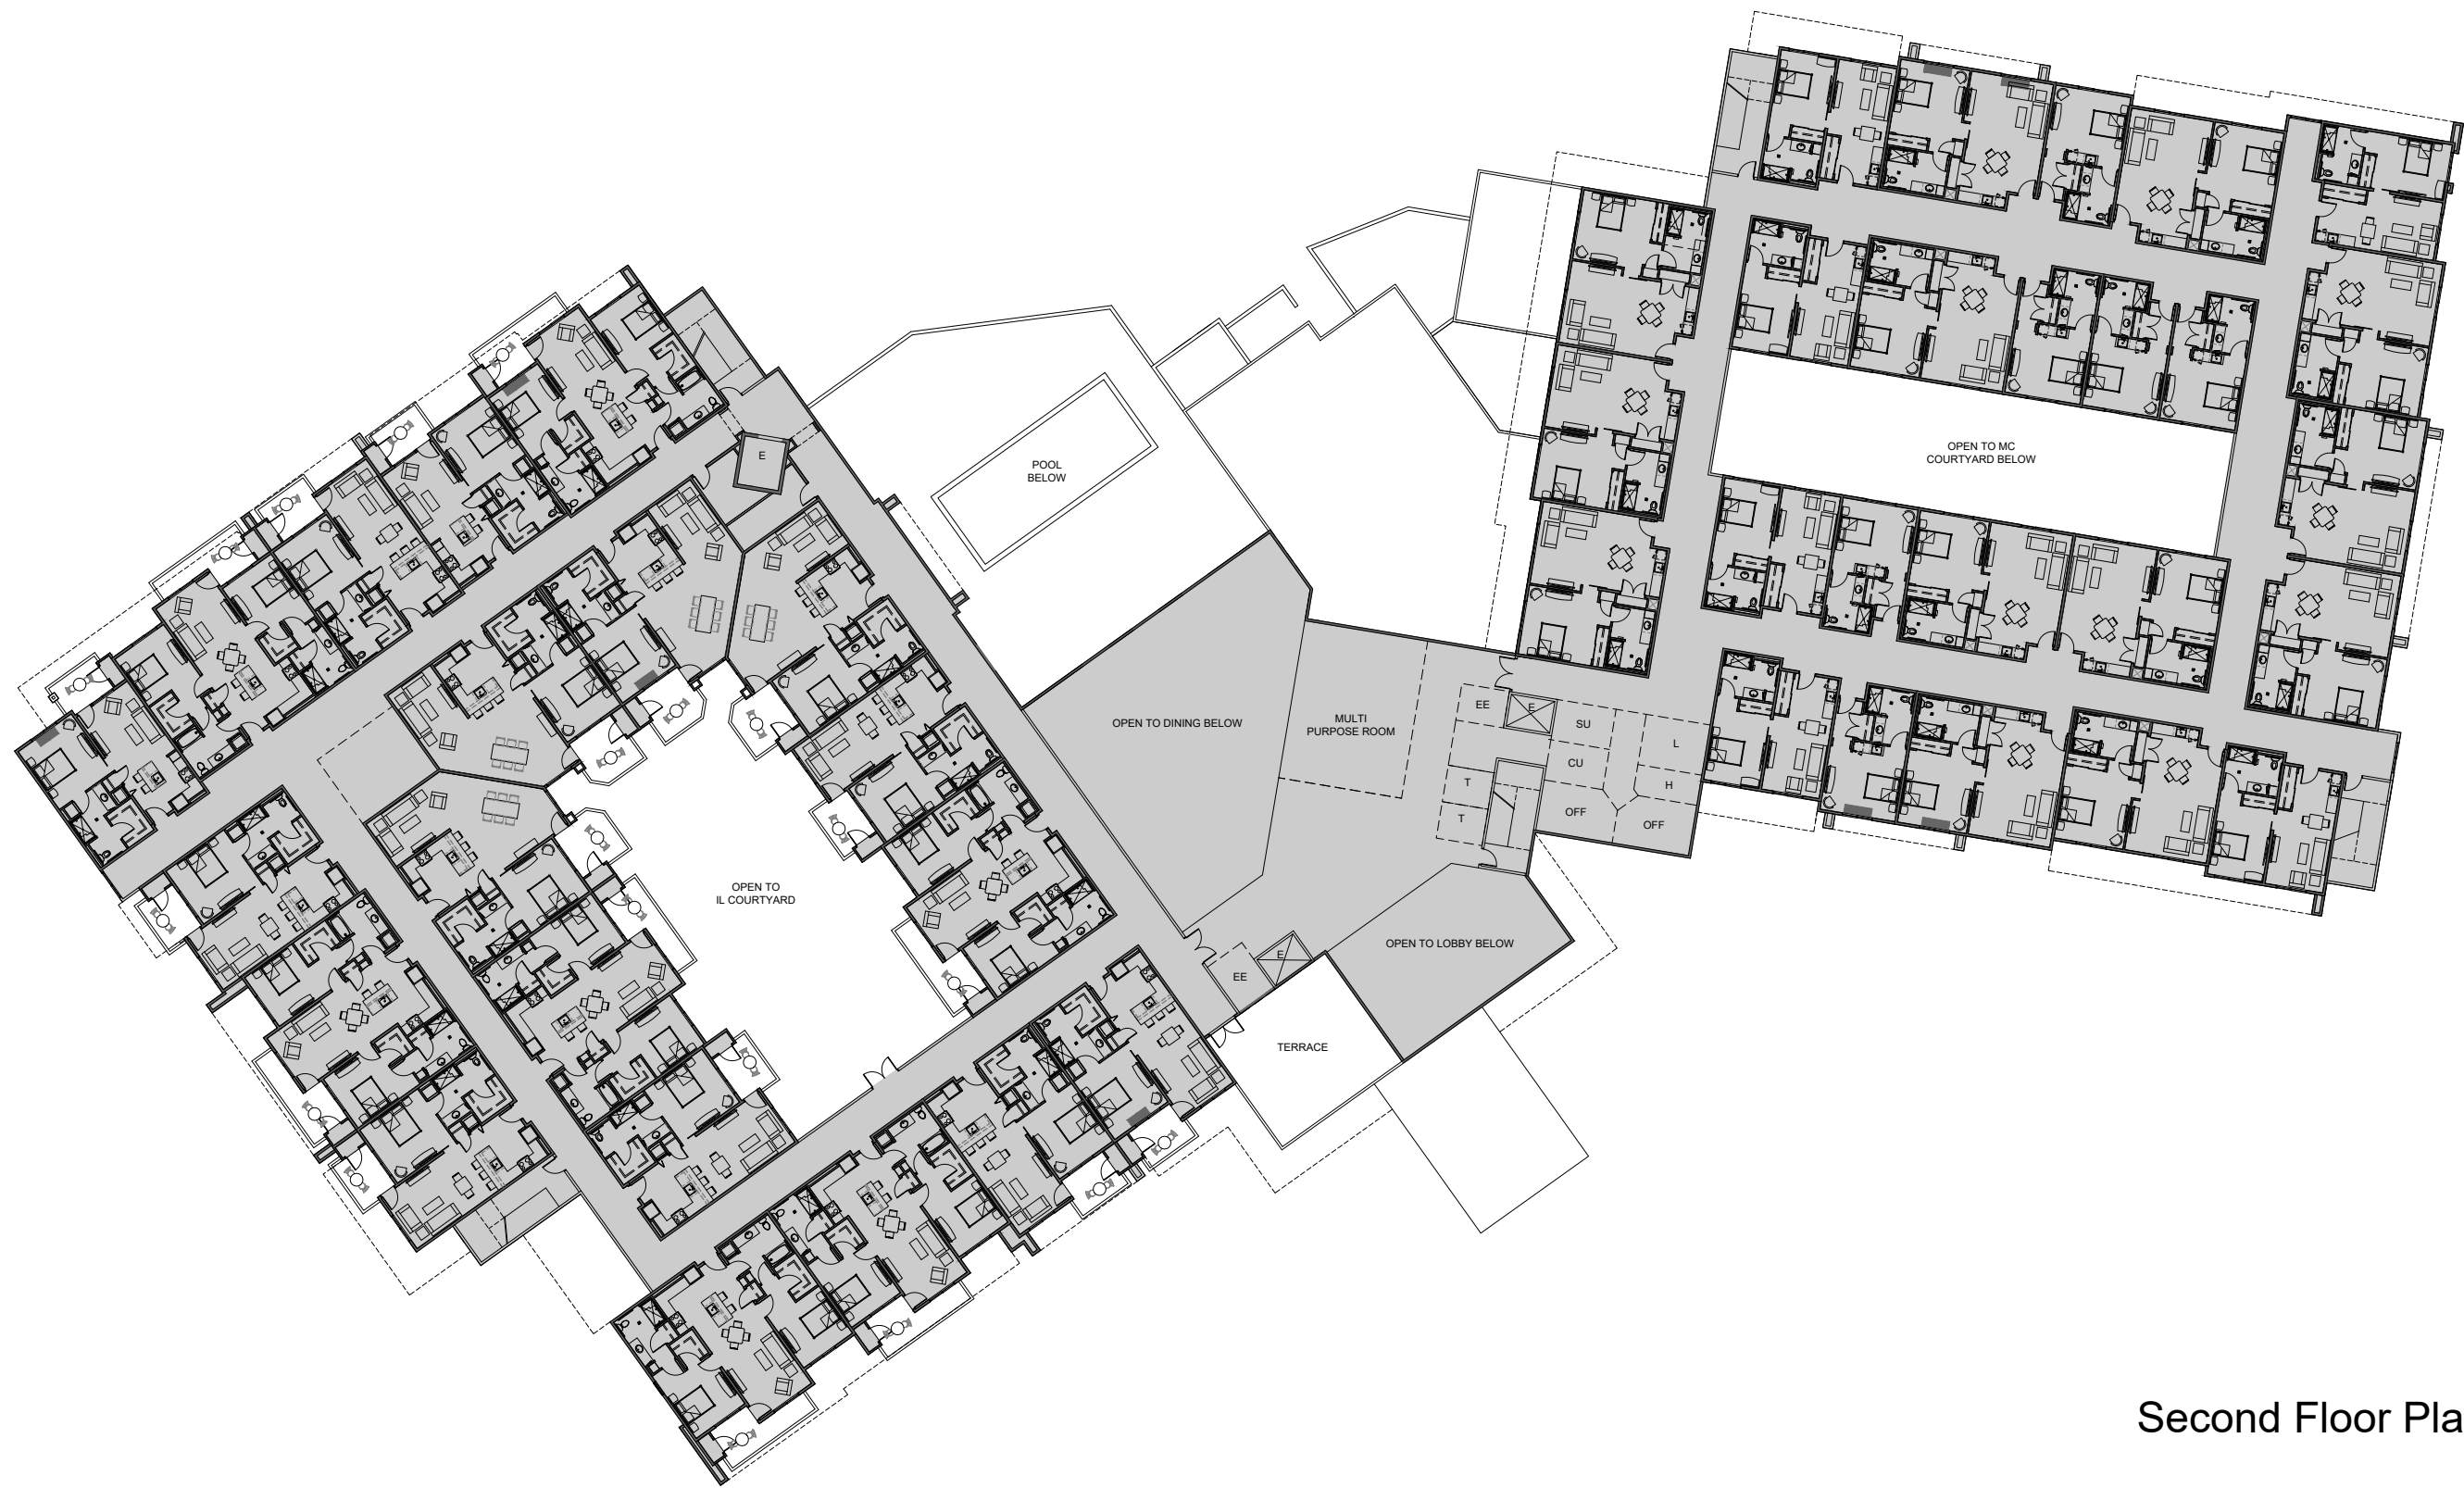 E
POOL
BELOW
OPEN TO MC
COURTYARD BELOW
OPEN TO DINING BELOW
MULTI
PURPOSE ROOM
EE
E
SU
L
CU
H
T
T
OFF
OFF
OPEN TO
IL COURTYARD
OPEN TO LOBBY BELOW
E
EE
TERRACE
Second Floor Pla